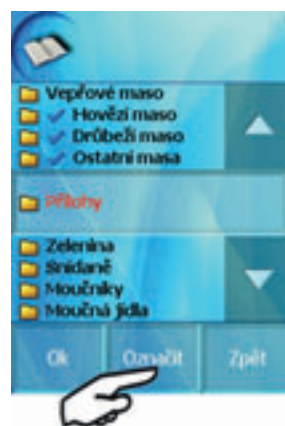 Vepřové maso
Hovězí maso
Drůbeží maso
Ostatní masa
Přílohy
Zelenina
Snídaně
Moučníky
Moučná jídla
Ok
Označit
Zpět